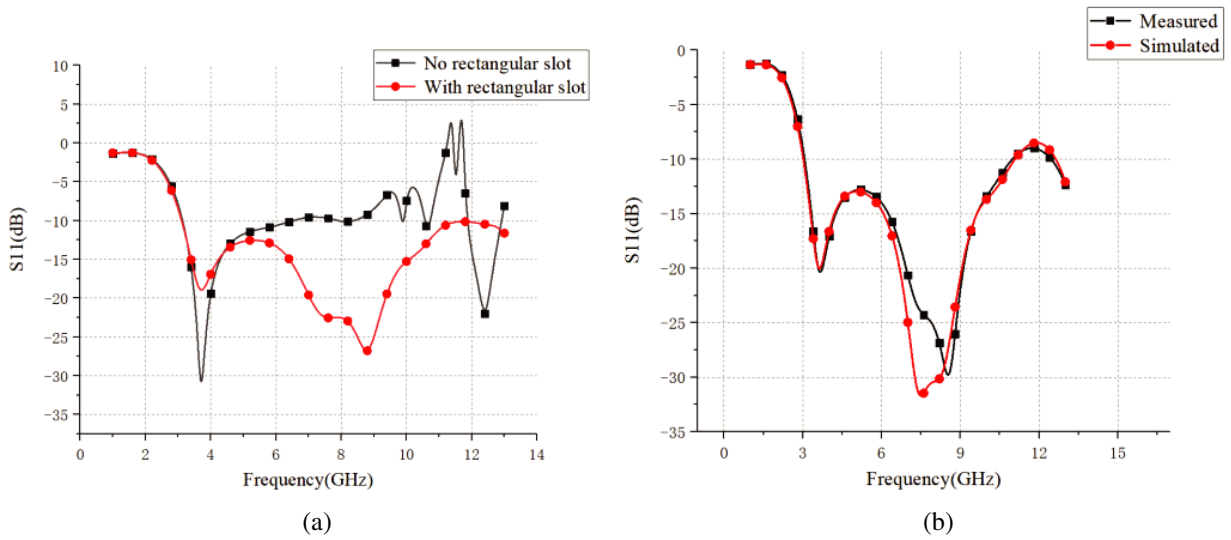 No rectangular slot
With rectangular slot
10
5
0
-5
-10
-15
-20
-25
-30
-35
S11(dB)
0 2 4 6 8 10 12 14
Frequency(GHz)
(a)
Measured
Simulated
0
-5
-10
-15
-20
-25
-30
-35
S11(dB)
0 3 6 9 12 15
Frequency(GHz)
(b)